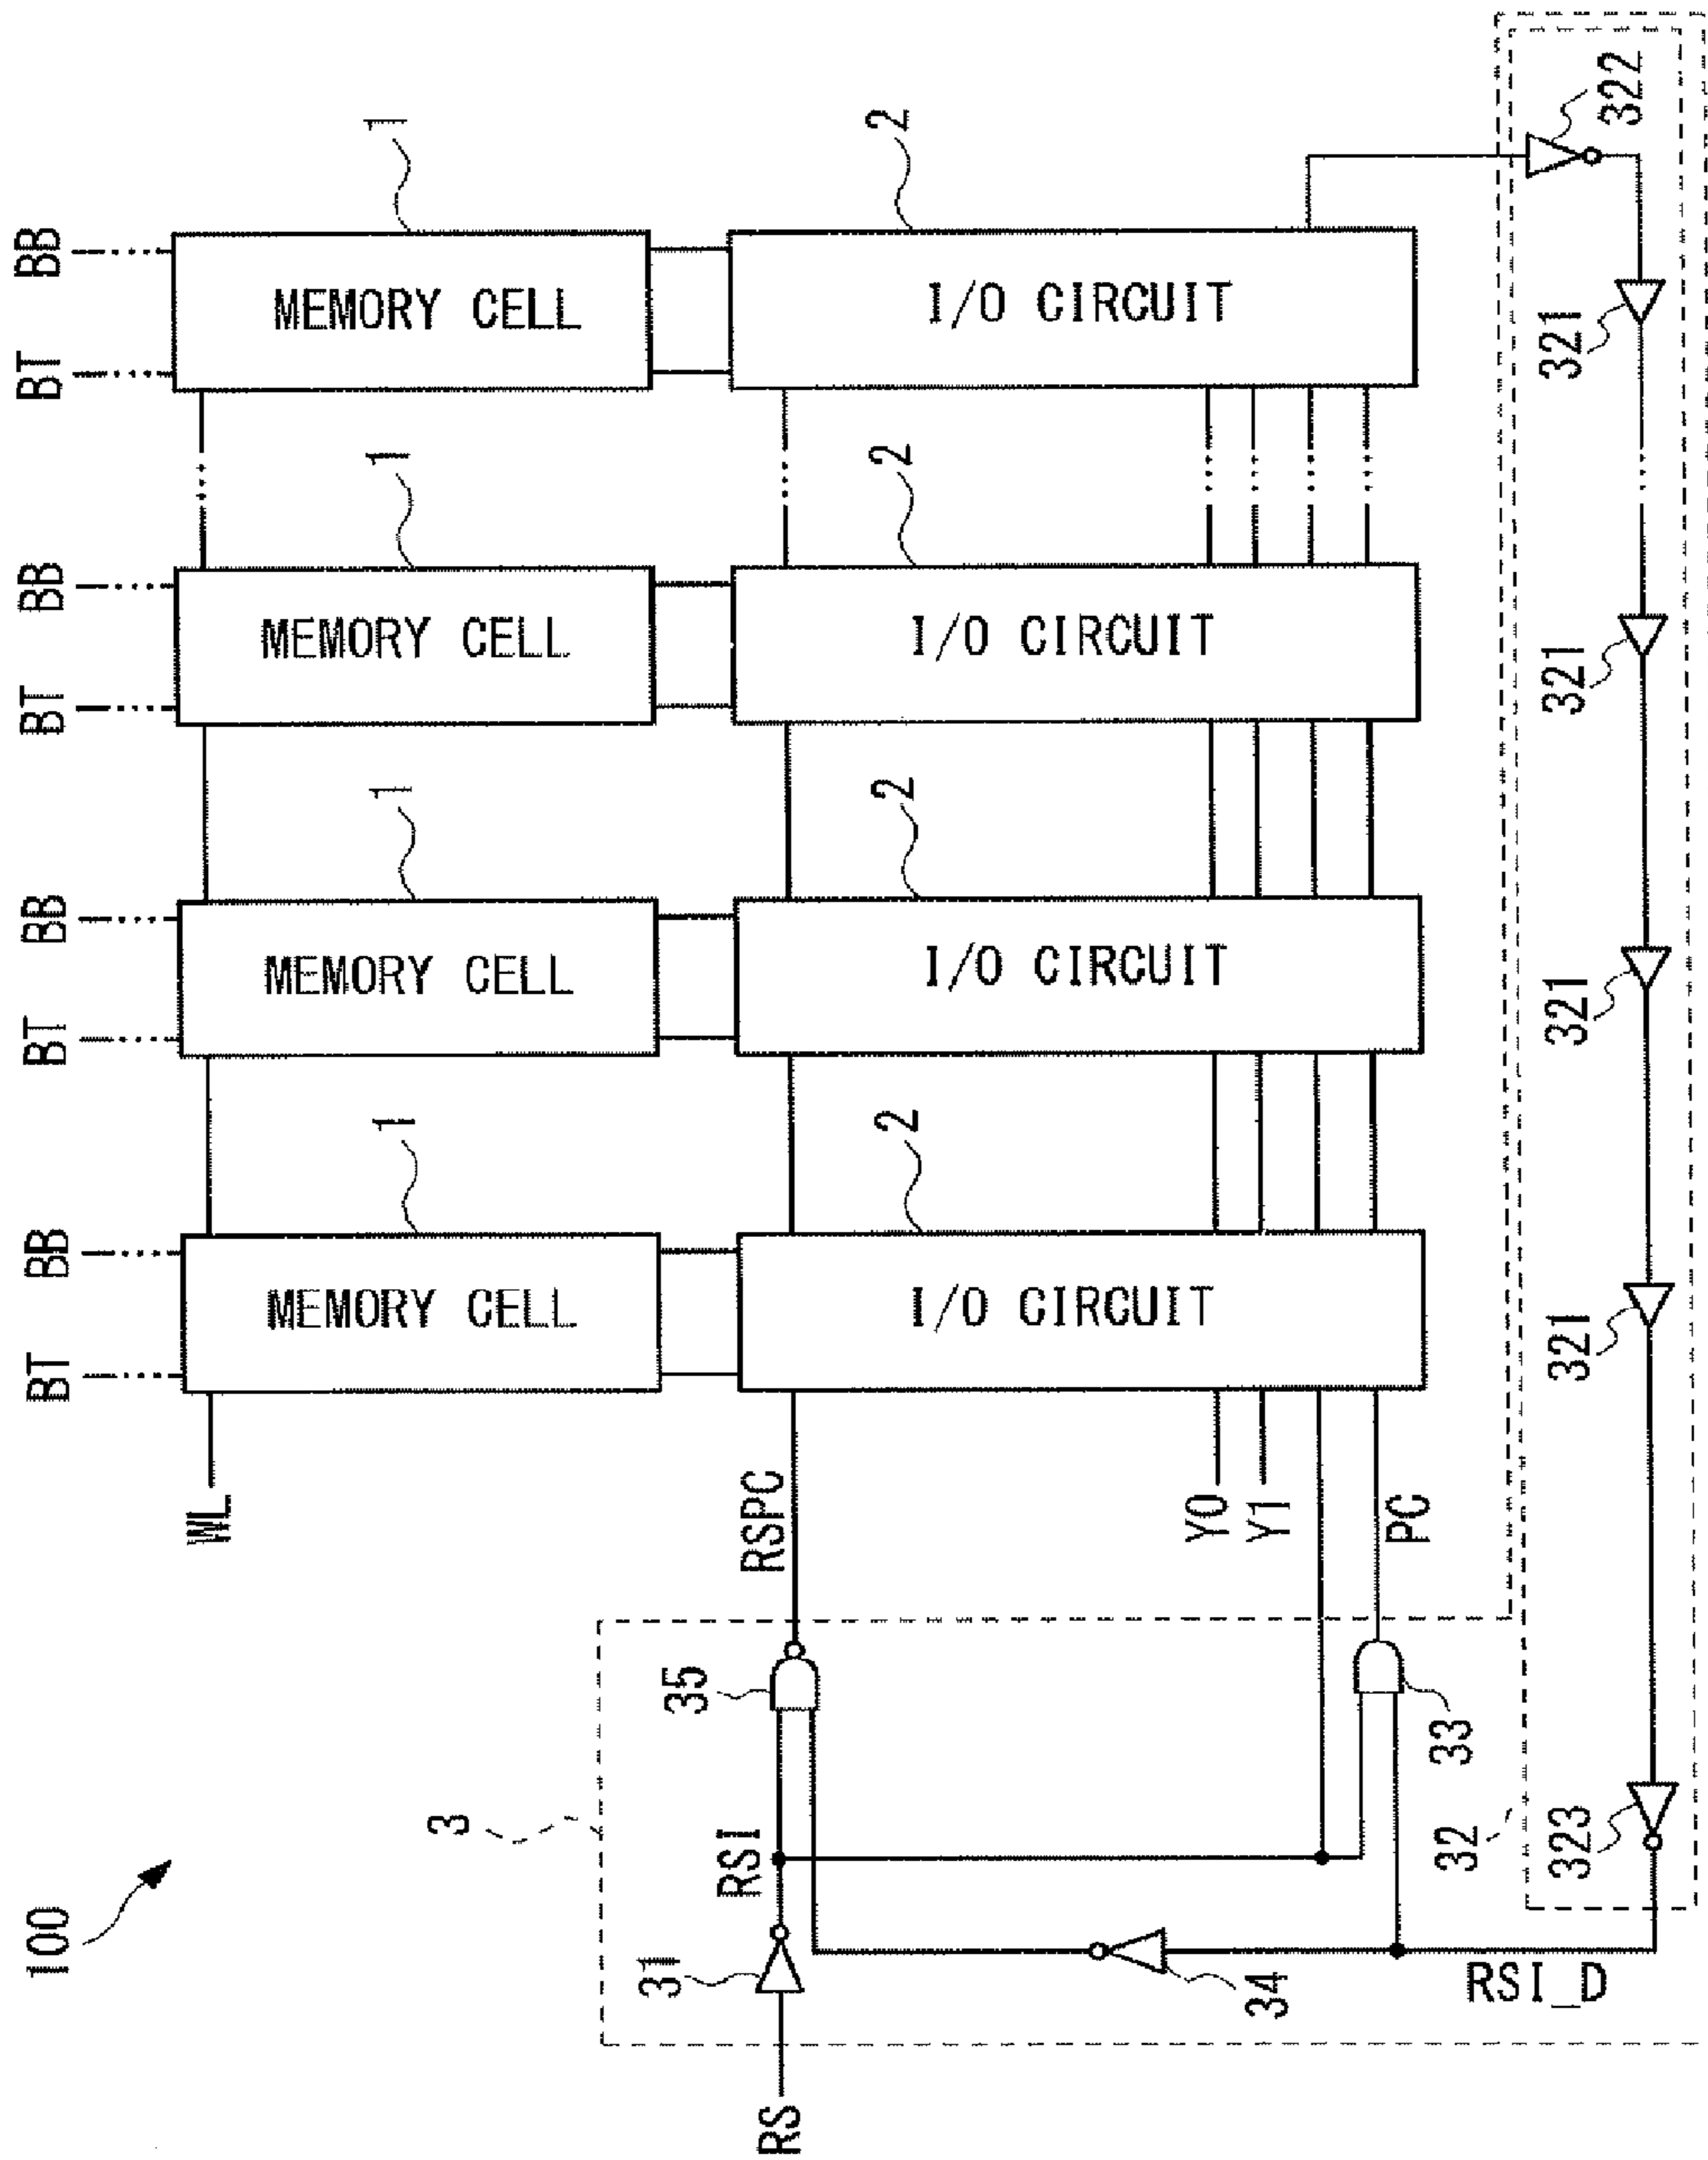 100
BT
BB
BT
BB
BT
BB
BT
BB
WL
MEMORY CELL
1
MEMORY CELL
1
MEMORY CELL
1
MEMORY CELL
1
3
RS
31
RSI
35
RSPC
I/O CIRCUIT
2
I/O CIRCUIT
2
I/O CIRCUIT
2
I/O CIRCUIT
2
Y0
Y1
34
33
PC
RSI_D
32
323
321
321
321
321
322